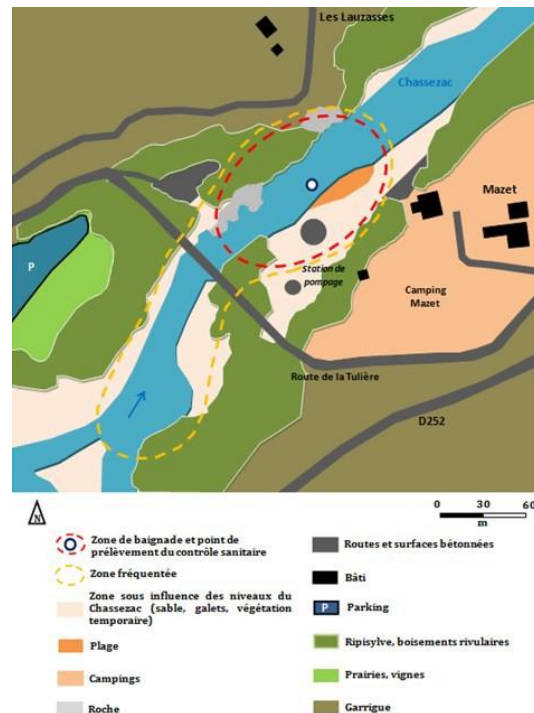 Les Lauzasses
Chassezac
Mazet
P
Station de
pompage
Camping
Mazet
Route de la Tulière
D252
N
0 30 60
m
Zone de baignade et point de
prélèvement du contrôle sanitaire
Zone fréquentée
Zone sous influence des niveaux du
Chassezac (sable, galets, végétation
temporaire)
Plage
Campings
Roche
Routes et surfaces bétonnées
Bâti
P Parking
Ripisylve, boisements rivulaires
Prairies, vignes
Garrigue